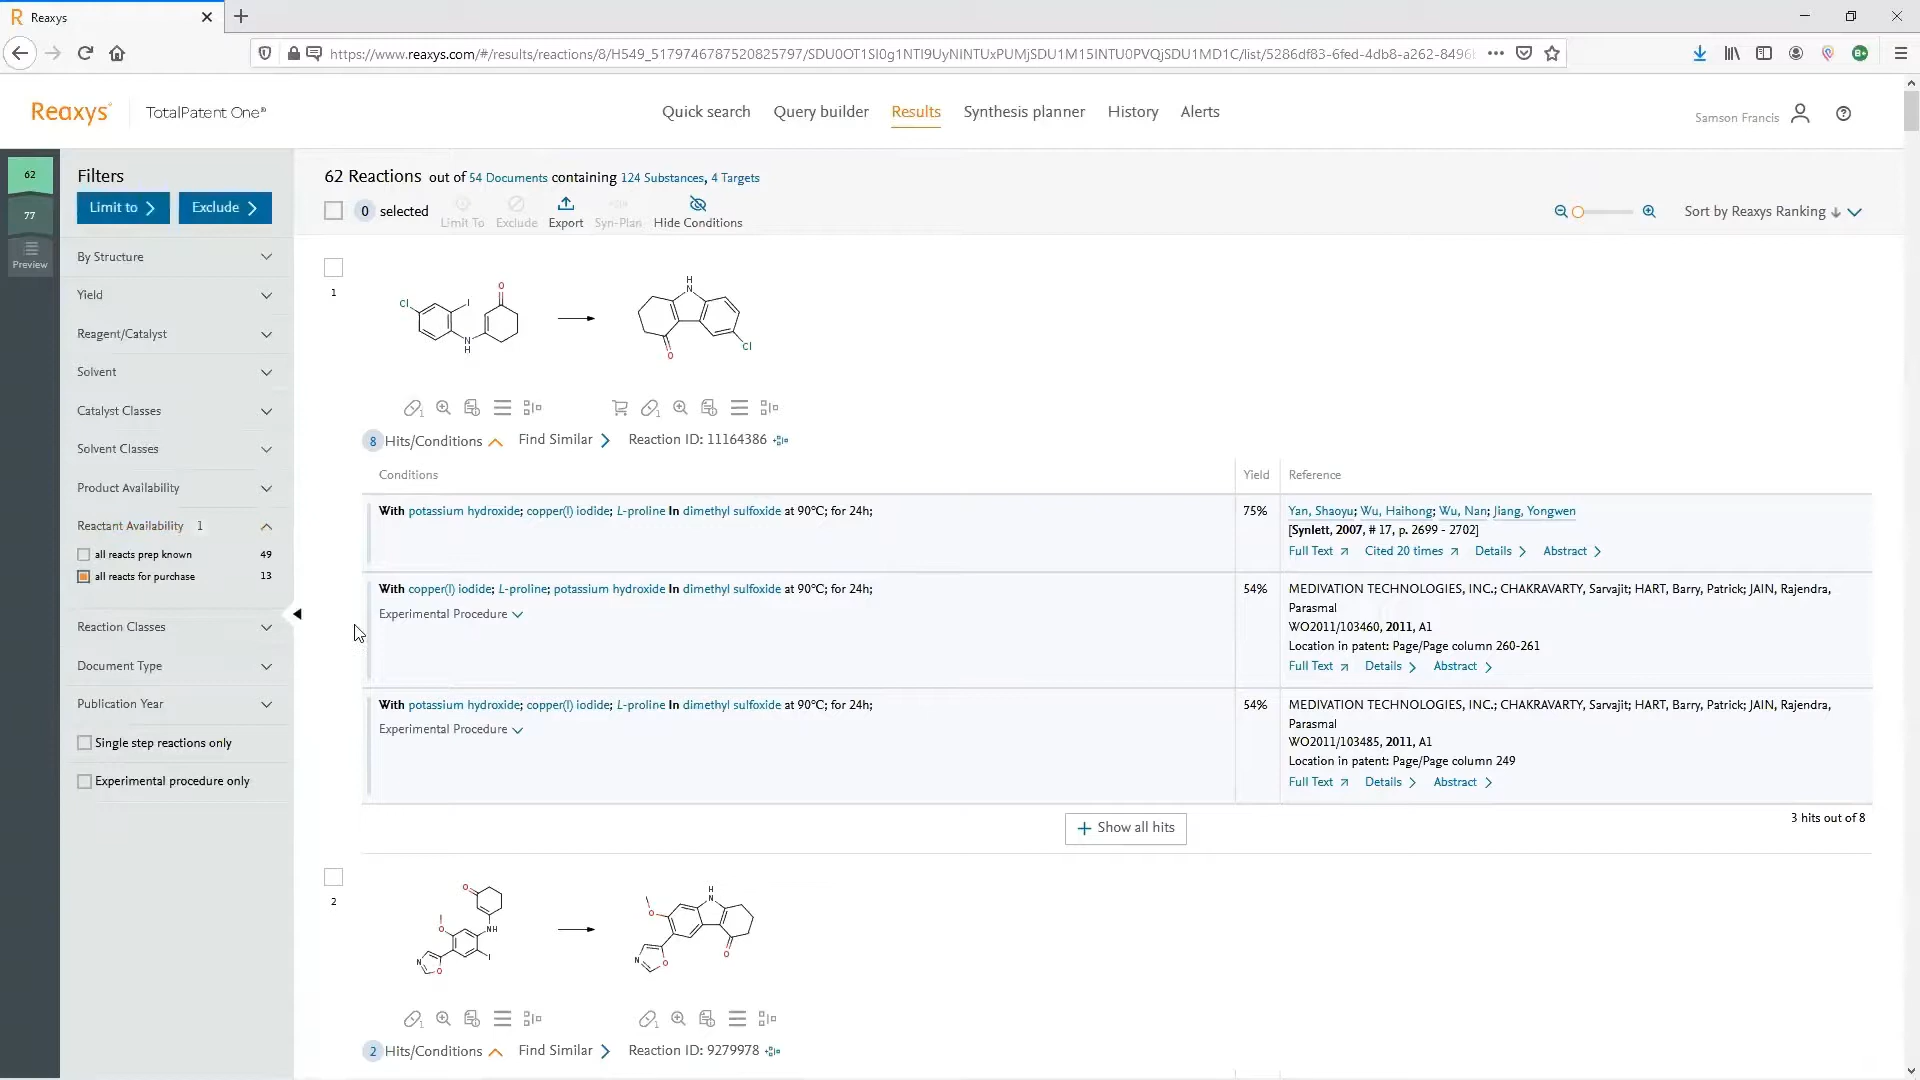 Reaxys
https://www.reaxys.com/#/results/reactions/8/H549_5179746787520825797/SDU0OT1SI0g1NTI9UyNINTUxPUMjSDU1M15INTU0PVQjSDU1MD1C/list/5286df83-6fed-4db8-a262-8496
Reaxys
TotalPatent One®
Quick search
Query builder
Results
Synthesis planner
History
Alerts
Samson Francis
62
77
Preview
Filters
Limit to
Exclude
By Structure
Yield
Reagent/Catalyst
Solvent
Catalyst Classes
Solvent Classes
Product Availability
Reactant Availability 1
all reacts prep known 49
all reacts for purchase 13
Reaction Classes
Document Type
Publication Year
Single step reactions only
Experimental procedure only
62 Reactions out of 54 Documents containing 124 Substances, 4 Targets
0 selected
Limit To
Exclude
Export
Syn-Plan
Hide Conditions
Sort by Reaxys Ranking
1
Cl
I
O
N
H
H
N
O
Cl
1
1
8 Hits/Conditions Find Similar Reaction ID: 11164386
Conditions Yield Reference
With potassium hydroxide; copper(I) iodide; L-proline In dimethyl sulfoxide at 90°C; for 24h;
75%
Yan, Shaoyu; Wu, Haihong; Wu, Nan; Jiang, Yongwen
[Synlett, 2007, # 17, p. 2699 - 2702]
Full Text Cited 20 times Details Abstract
With copper(I) iodide; L-proline; potassium hydroxide In dimethyl sulfoxide at 90°C; for 24h;
Experimental Procedure
54%
MEDIVATION TECHNOLOGIES, INC.; CHAKRAVARTY, Sarvajit; HART, Barry, Patrick; JAIN, Rajendra,
Parasmal
WO2011/103460, 2011, A1
Location in patent: Page/Page column 260-261
Full Text Details Abstract
With potassium hydroxide; copper(I) iodide; L-proline In dimethyl sulfoxide at 90°C; for 24h;
Experimental Procedure
54%
MEDIVATION TECHNOLOGIES, INC.; CHAKRAVARTY, Sarvajit; HART, Barry, Patrick; JAIN, Rajendra,
Parasmal
WO2011/103485, 2011, A1
Location in patent: Page/Page column 249
Full Text Details Abstract
Show all hits
3 hits out of 8
2
O
NH
O
I
N
O
H
N
O
O
N
O
1
1
2 Hits/Conditions Find Similar Reaction ID: 9279978